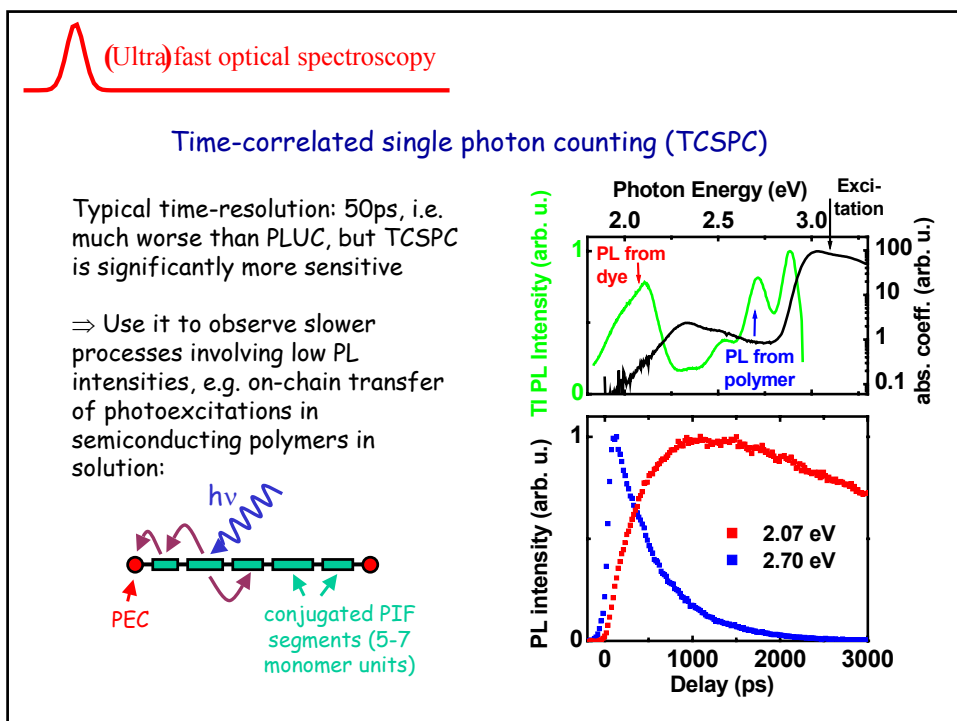 (Ultra)fast optical spectroscopy
Time-correlated single photon counting (TCSPC)
Typical time-resolution: 50ps, i.e.
much worse than PLUC, but TCSPC
is significantly more sensitive
⇒ Use it to observe slower
processes involving low PL
intensities, e.g. on-chain transfer
of photoexcitations in
semiconducting polymers in
solution:
hν
PEC
conjugated PIF
segments (5-7
monomer units)
Photon Energy (eV)
Exci-
tation
2.0 2.5 3.0
TI PL Intensity (arb. u.)
1
0
PL from
dye
PL from
polymer
100
10
1
0.1
abs. coeff. (arb. u.)
PL intensity (arb. u.)
1
0
2.07 eV
2.70 eV
0 1000 2000 3000
Delay (ps)